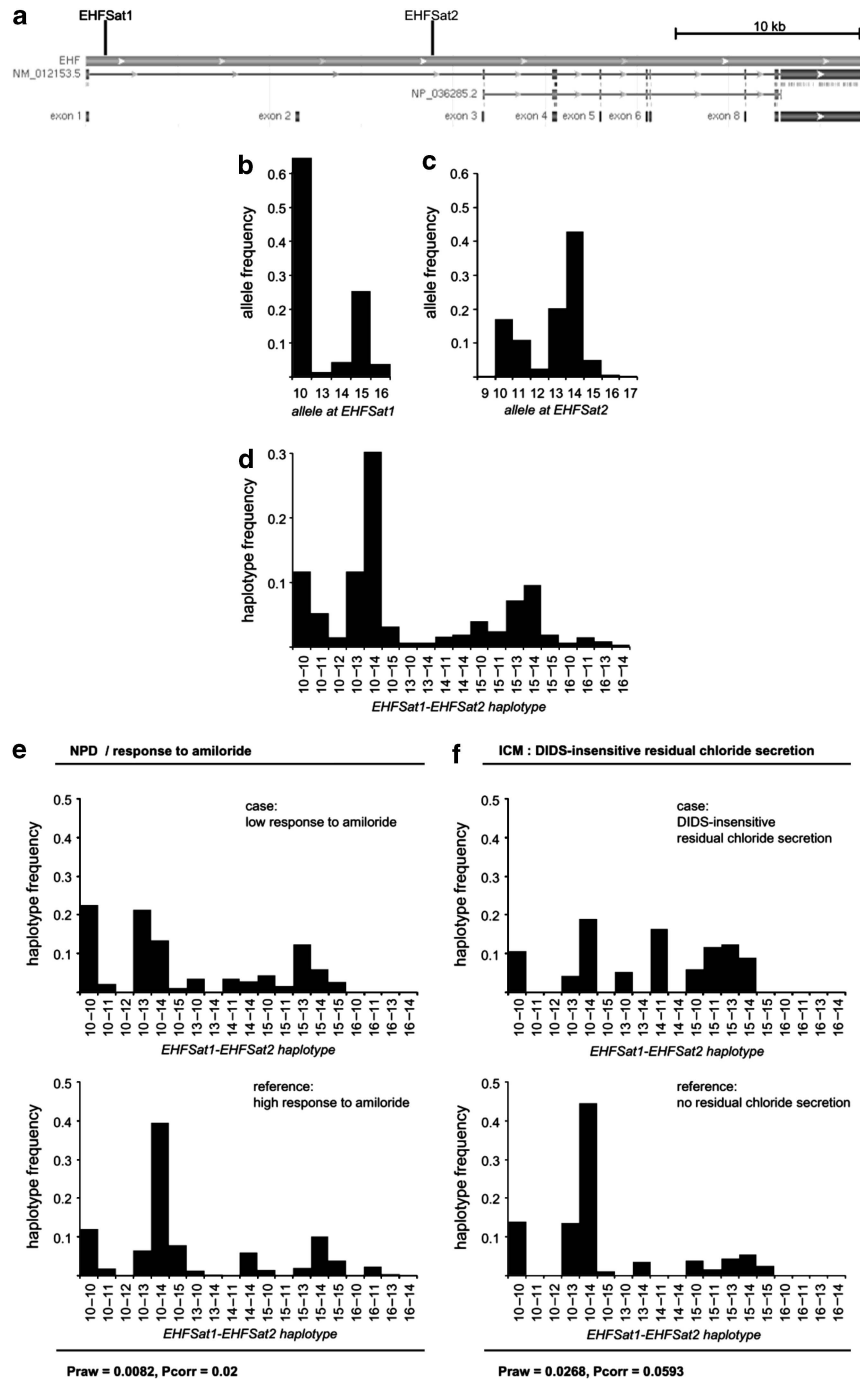 a
EHFSat1
EHFSat2
10 kb
EHF
NM_012153.5
NP_036285.2
exon 1
exon 2
exon 3
exon 4
exon 5
exon 6
exon 8
b
allele frequency
0.6
0.5
0.4
0.3
0.2
0.1
10 13 14 15 16
allele at EHFSat1
c
allele frequency
0.6
0.5
0.4
0.3
0.2
0.1
9 10 11 12 13 14 15 16 17
allele at EHFSat2
d
haplotype frequency
0.3
0.2
0.1
10-10 10-11 10-12 10-13 10-14 10-15 13-10 13-14 14-11 14-14 15-10 15-11 15-13 15-14 15-15 16-10 16-11 16-13 16-14
EHFSat1-EHFSat2 haplotype
e
NPD / response to amiloride
haplotype frequency
0.5
0.4
0.3
0.2
0.1
case:
low response to amiloride
10-10 10-11 10-12 10-13 10-14 10-15 13-10 13-14 14-11 14-14 15-10 15-11 15-13 15-14 15-15 16-10 16-11 16-13 16-14
EHFSat1-EHFSat2 haplotype
haplotype frequency
0.5
0.4
0.3
0.2
0.1
reference:
high response to amiloride
10-10 10-11 10-12 10-13 10-14 10-15 13-10 13-14 14-11 14-14 15-10 15-11 15-13 15-14 15-15 16-10 16-11 16-13 16-14
EHFSat1-EHFSat2 haplotype
Praw = 0.0082, Pcorr = 0.02
f
ICM : DIDS-insensitive residual chloride secretion
haplotype frequency
0.5
0.4
0.3
0.2
0.1
case:
DIDS-insensitive
residual chloride secretion
10-10 10-11 10-12 10-13 10-14 10-15 13-10 13-14 14-11 14-14 15-10 15-11 15-13 15-14 15-15 16-10 16-11 16-13 16-14
EHFSat1-EHFSat2 haplotype
haplotype frequency
0.5
0.4
0.3
0.2
0.1
reference:
no residual chloride secretion
10-10 10-11 10-12 10-13 10-14 10-15 13-10 13-14 14-11 14-14 15-10 15-11 15-13 15-14 15-15 16-10 16-11 16-13 16-14
EHFSat1-EHFSat2 haplotype
Praw = 0.0268, Pcorr = 0.0593